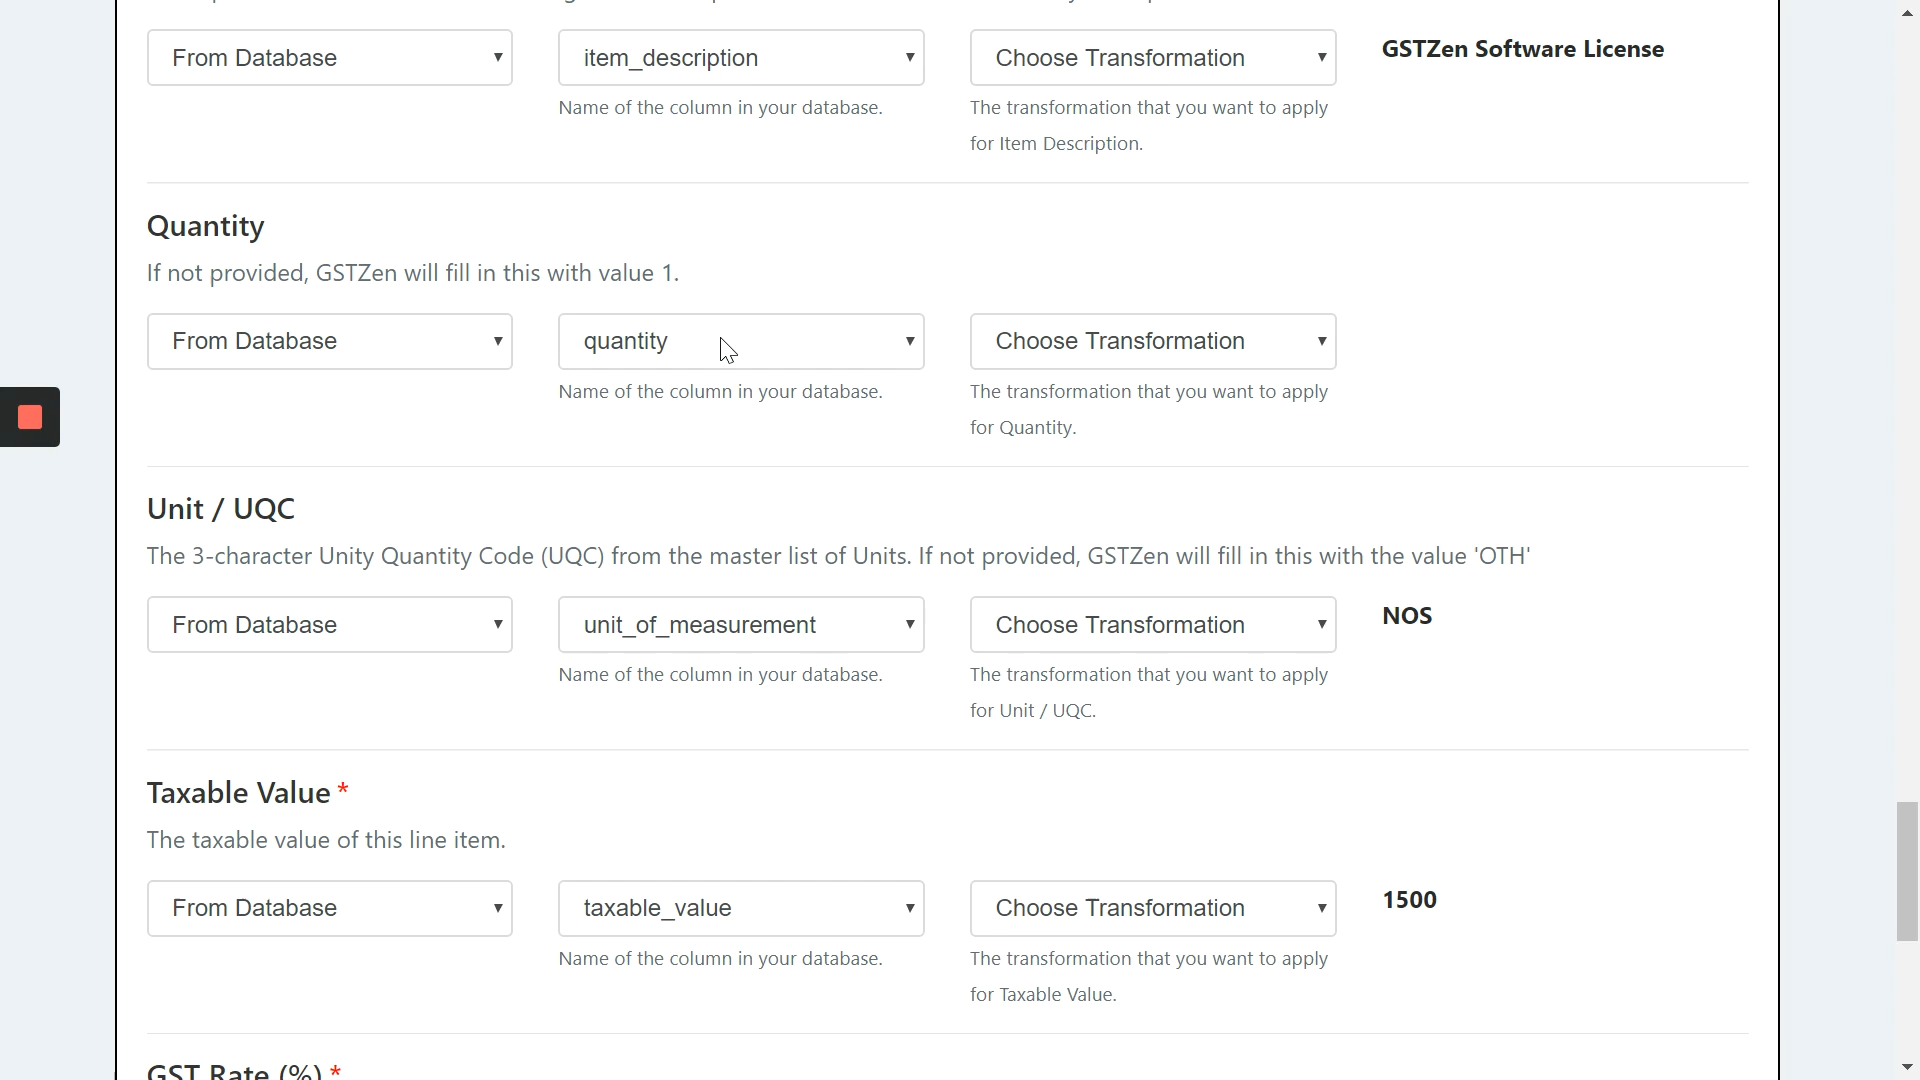 From Database
item_description
Choose Transformation
GSTZen Software License
Name of the column in your database.
The transformation that you want to apply
for Item Description.
Quantity
If not provided, GSTZen will fill in this with value 1.
From Database
quantity
Choose Transformation
Name of the column in your database.
The transformation that you want to apply
for Quantity.
Unit / UQC
The 3-character Unity Quantity Code (UQC) from the master list of Units. If not provided, GSTZen will fill in this with the value 'OTH'
From Database
unit_of_measurement
Choose Transformation
NOS
Name of the column in your database.
The transformation that you want to apply
for Unit / UQC.
Taxable Value *
The taxable value of this line item.
From Database
taxable_value
Choose Transformation
1500
Name of the column in your database.
The transformation that you want to apply
for Taxable Value.
GST Rate (%) *